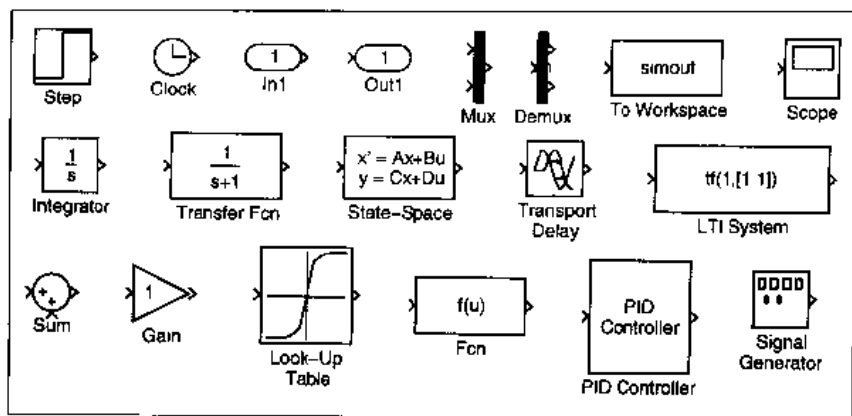 1
1
simout
Step
Clock
In1
Out1
Mux
Demux
To Workspace
Scope
1
s
1
s+1
x' = Ax+Bu
y = Cx+Du
tf(1,[1 1])
Integrator
Transfer Fcn
State-Space
Transport
Delay
LTI System
+
+
1
f(u)
PID
Controller
Sum
Gain
Look-Up
Table
Fcn
PID Controller
Signal
Generator